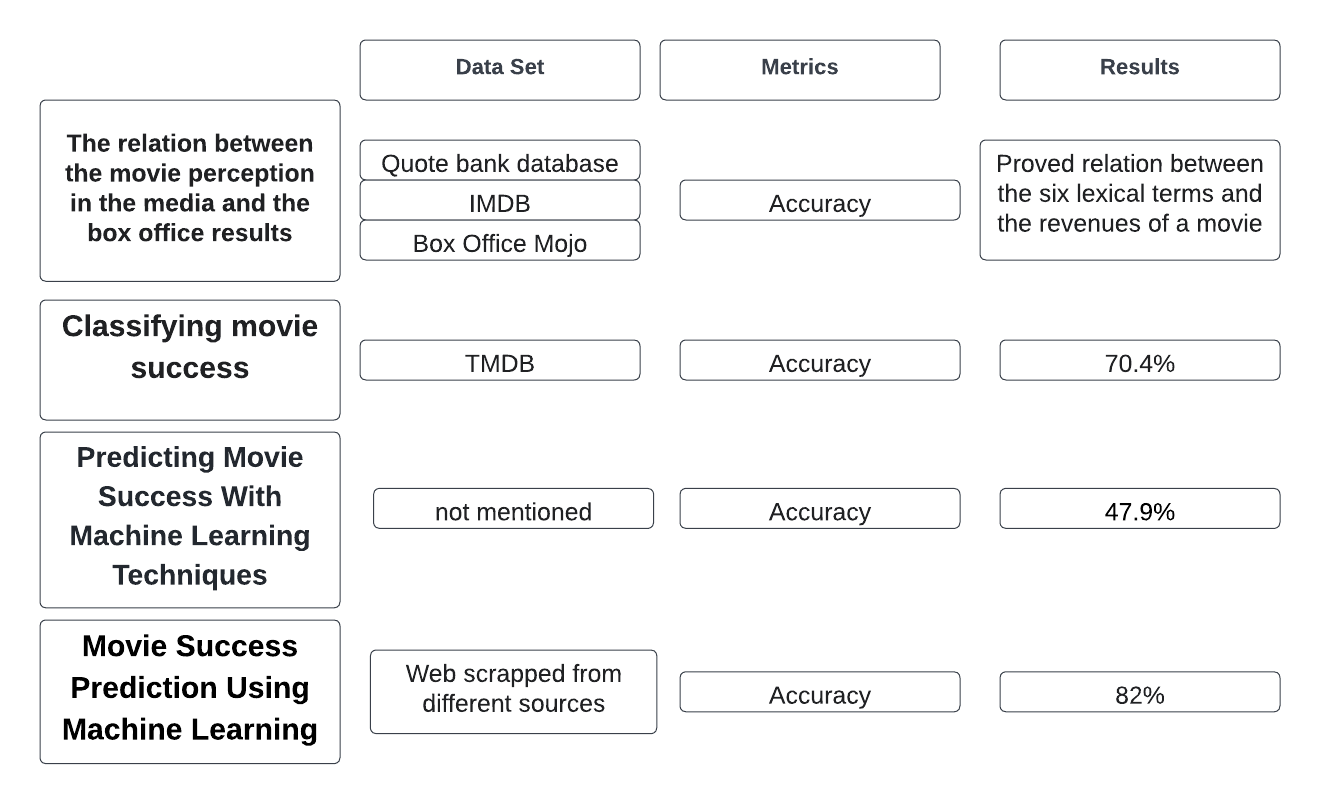 Data Set
Metrics
Results
The relation between
the movie perception
in the media and the
box office results
Quote bank database
IMDB
Box Office Mojo
Accuracy
Proved relation between
the six lexical terms and
the revenues of a movie
Classifying movie
success
TMDB
Accuracy
70.4%
Predicting Movie
Success With
Machine Learning
Techniques
not mentioned
Accuracy
47.9%
Movie Success
Prediction Using
Machine Learning
Web scrapped from
different sources
Accuracy
82%